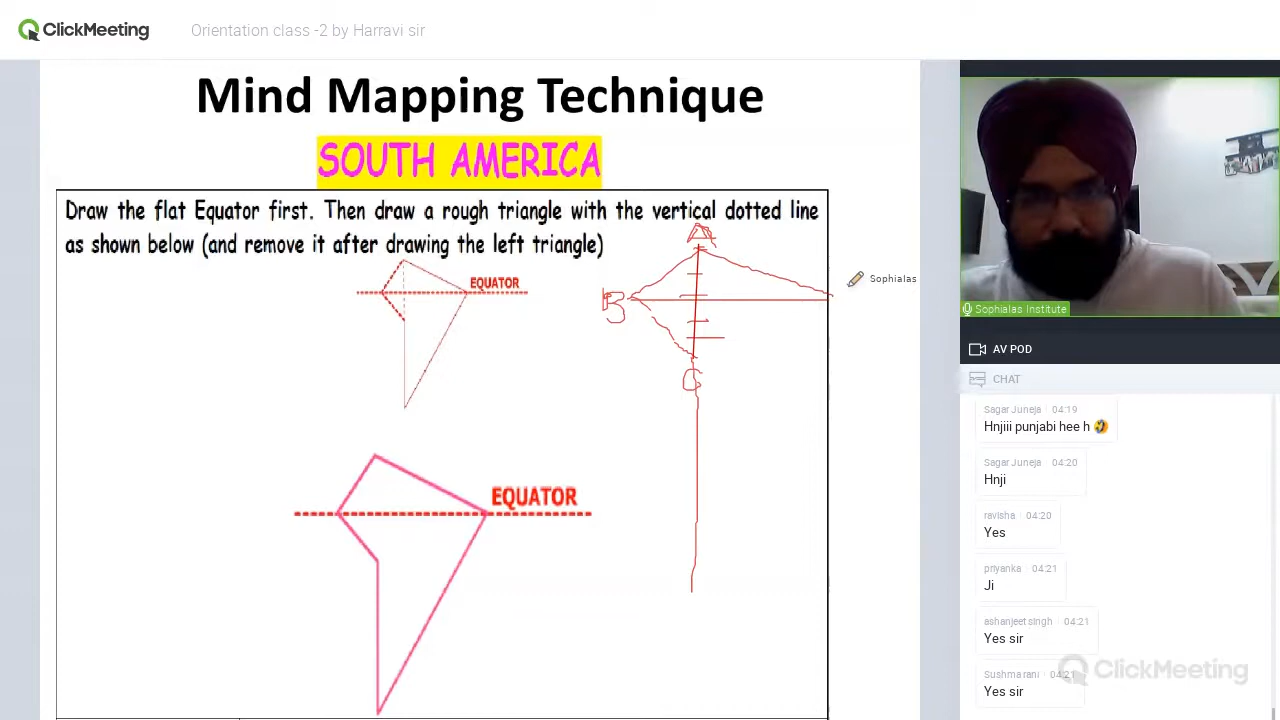 ClickMeeting
Orientation class -2 by Harravi sir
Mind Mapping Technique
SOUTH AMERICA
Draw the flat Equator first. Then draw a rough triangle with the vertical dotted line
as shown below (and remove it after drawing the left triangle)
EQUATOR
A
B
C
Sophialas
EQUATOR
Sophialas Institute
AV POD
CHAT
Sagar Juneja 04:19
Hnjiii punjabi hee h 🤣
Sagar Juneja 04:20
Hnji
ravisha 04:20
Yes
priyanka 04:21
Ji
ashanjeet singh 04:21
Yes sir
Sushma rani 04:21
Yes sir
ClickMeeting